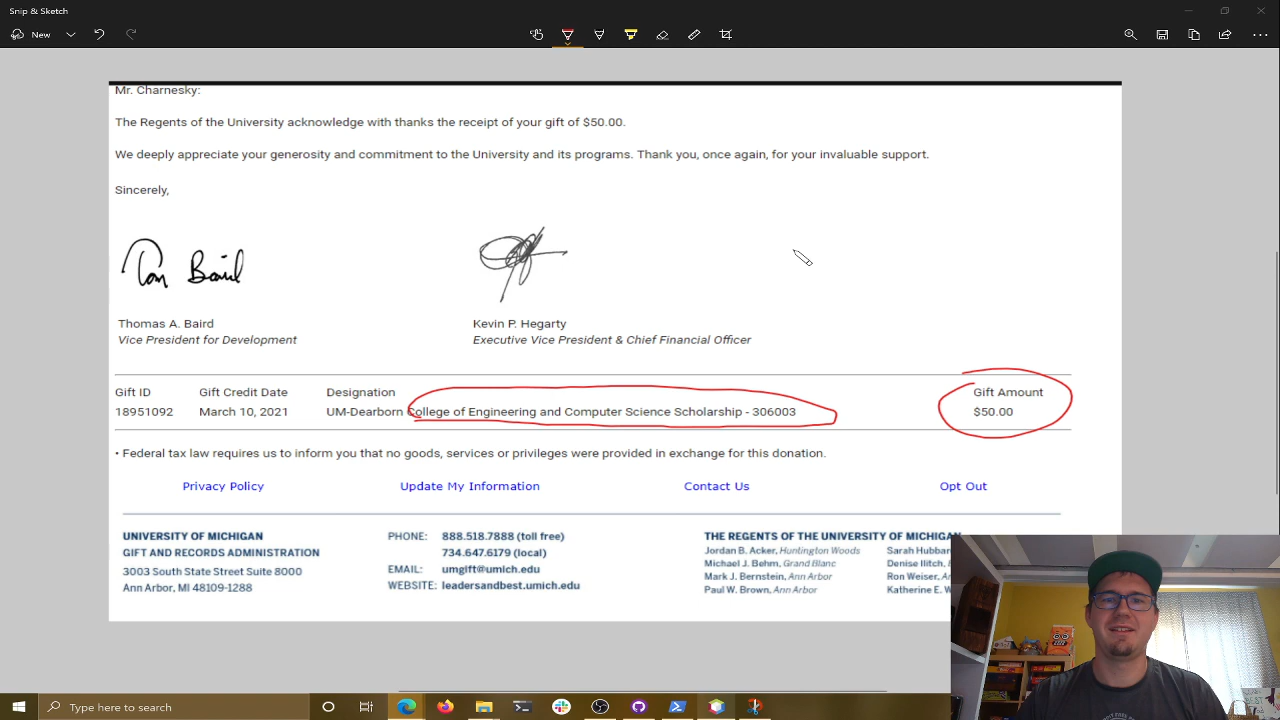 Snip & Sketch
New
Mr. Charnesky:
The Regents of the University acknowledge with thanks the receipt of your gift of $50.00.
We deeply appreciate your generosity and commitment to the University and its programs. Thank you, once again, for your invaluable support.
Sincerely,
Tom Baird
Thomas A. Baird
Vice President for Development
Kevin P. Hegarty
Executive Vice President & Chief Financial Officer
Gift ID Gift Credit Date Designation Gift Amount
18951092 March 10, 2021 UM-Dearborn College of Engineering and Computer Science Scholarship - 306003 $50.00
• Federal tax law requires us to inform you that no goods, services or privileges were provided in exchange for this donation.
Privacy Policy Update My Information Contact Us Opt Out
UNIVERSITY OF MICHIGAN
GIFT AND RECORDS ADMINISTRATION
3003 South State Street Suite 8000
Ann Arbor, MI 48109-1288
PHONE: 888.518.7888 (toll free)
734.647.6179 (local)
EMAIL: umgift@umich.edu
WEBSITE: leadersandbest.umich.edu
THE REGENTS OF THE UNIVERSITY OF MICHIGAN
Jordan B. Acker, Huntington Woods
Michael J. Behm, Grand Blanc
Mark J. Bernstein, Ann Arbor
Paul W. Brown, Ann Arbor
Sarah Hubbar
Denise Ilitch,
Ron Weiser, A
Katherine E. W
Type here to search